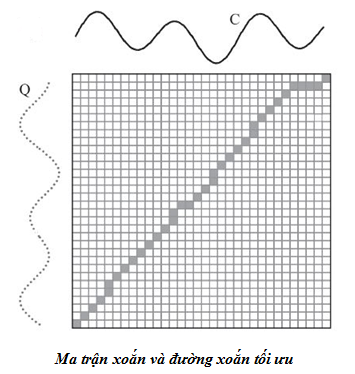 C
Q
Ma trận xoắn và đường xoắn tối ưu